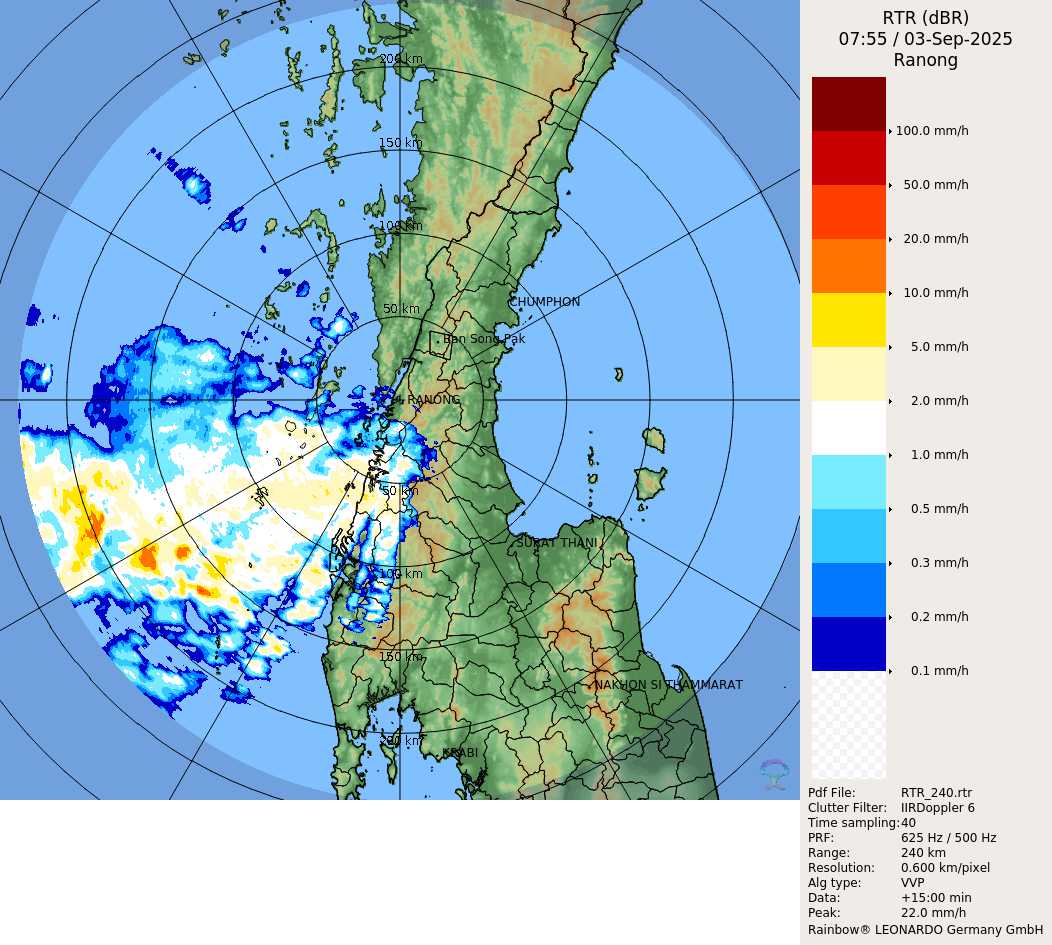 RTR (dBR)
07:55 / 03-Sep-2025
Ranong
200 km
150 km
100 km
50 km
CHUMPHON
Ban Song Pak
RANONG
50 km
SURAT THANI
100 km
150 km
NAKHON SI THAMMARAT
200 km
KRABI
100.0 mm/h
50.0 mm/h
20.0 mm/h
10.0 mm/h
5.0 mm/h
2.0 mm/h
1.0 mm/h
0.5 mm/h
0.3 mm/h
0.2 mm/h
0.1 mm/h
Pdf File: RTR_240.rtr
Clutter Filter: IIRDoppler 6
Time sampling: 40
PRF: 625 Hz / 500 Hz
Range: 240 km
Resolution: 0.600 km/pixel
Alg type: VVP
Data: +15:00 min
Peak: 22.0 mm/h
Rainbow® LEONARDO Germany GmbH